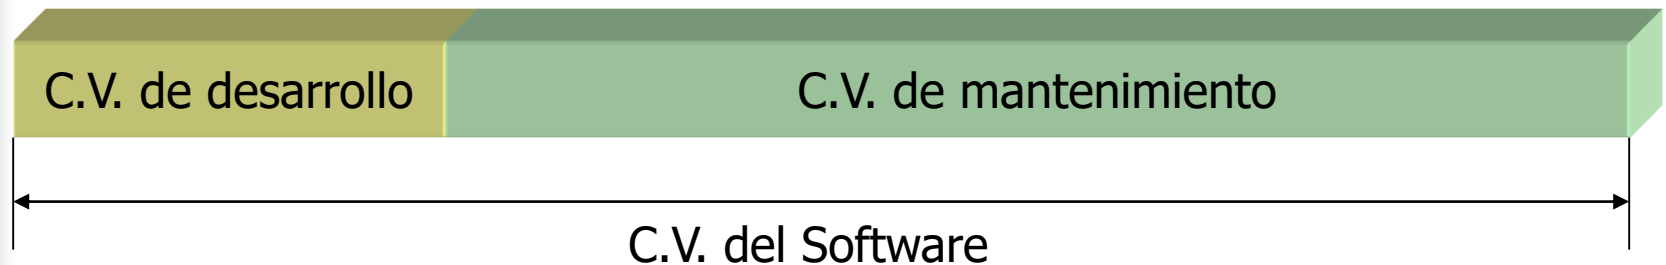 C.V. de desarrollo
C.V. de mantenimiento
C.V. del Software